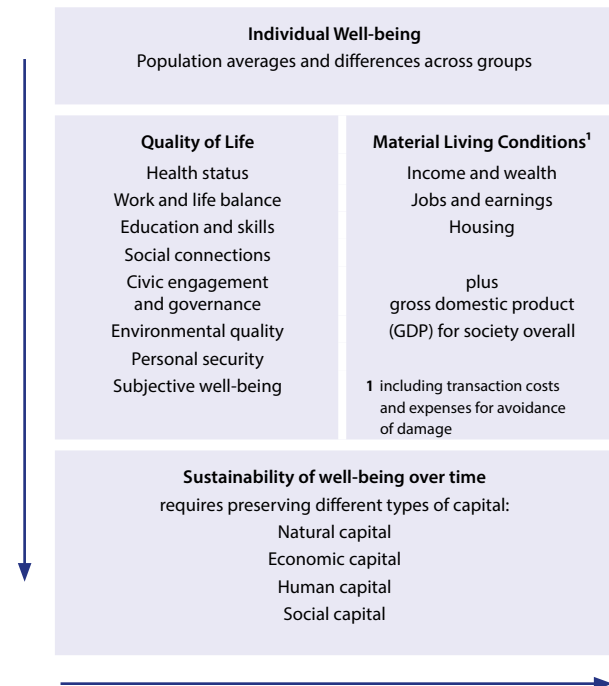 Individual Well-being
Population averages and differences across groups
Quality of Life
Health status
Work and life balance
Education and skills
Social connections
Civic engagement
and governance
Environmental quality
Personal security
Subjective well-being
Material Living Conditions¹
Income and wealth
Jobs and earnings
Housing
plus
gross domestic product
(GDP) for society overall
1 including transaction costs
and expenses for avoidance
of damage
Sustainability of well-being over time
requires preserving different types of capital:
Natural capital
Economic capital
Human capital
Social capital